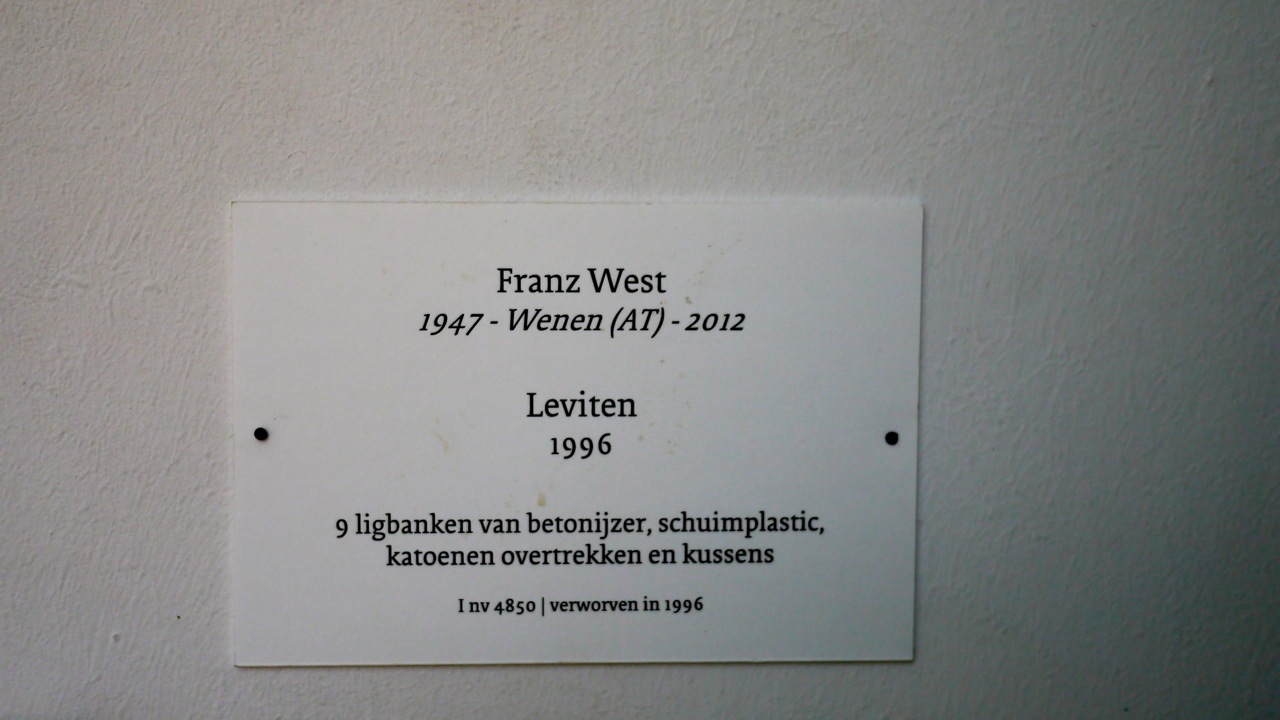 Franz West
1947 - Wenen (AT) - 2012
Leviten
1996
9 ligbanken van betonijzer, schuimplastic,
katoenen overtrekken en kussens
I nv 4850 | verworven in 1996